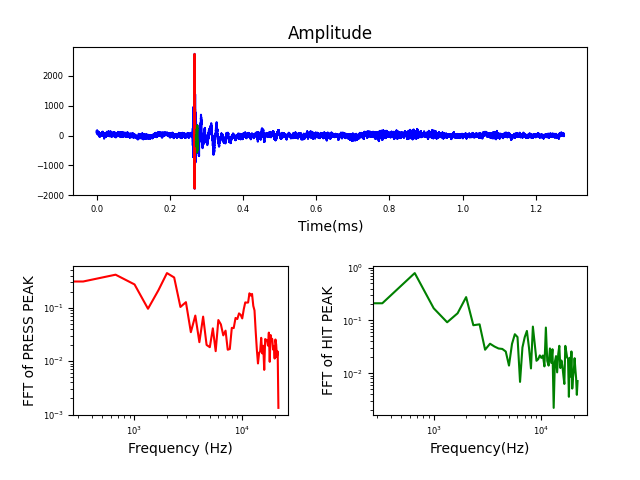 Amplitude
2000
1000
0
−1000
−2000
0.0 0.2 0.4 0.6 0.8 1.0 1.2
Time(ms)
FFT of PRESS PEAK
10⁻¹
10⁻²
10⁻³
10³ 10⁴
Frequency (Hz)
FFT of HIT PEAK
10⁰
10⁻¹
10⁻²
10³ 10⁴
Frequency(Hz)